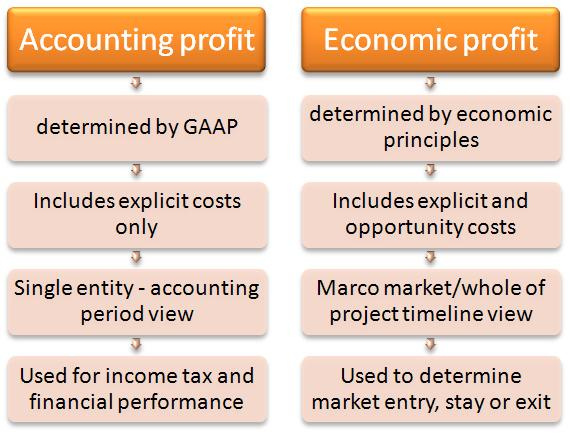 Accounting profit
determined by GAAP
Includes explicit costs
only
Single entity - accounting
period view
Used for income tax and
financial performance
Economic profit
determined by economic
principles
Includes explicit and
opportunity costs
Marco market/whole of
project timeline view
Used to determine
market entry, stay or exit